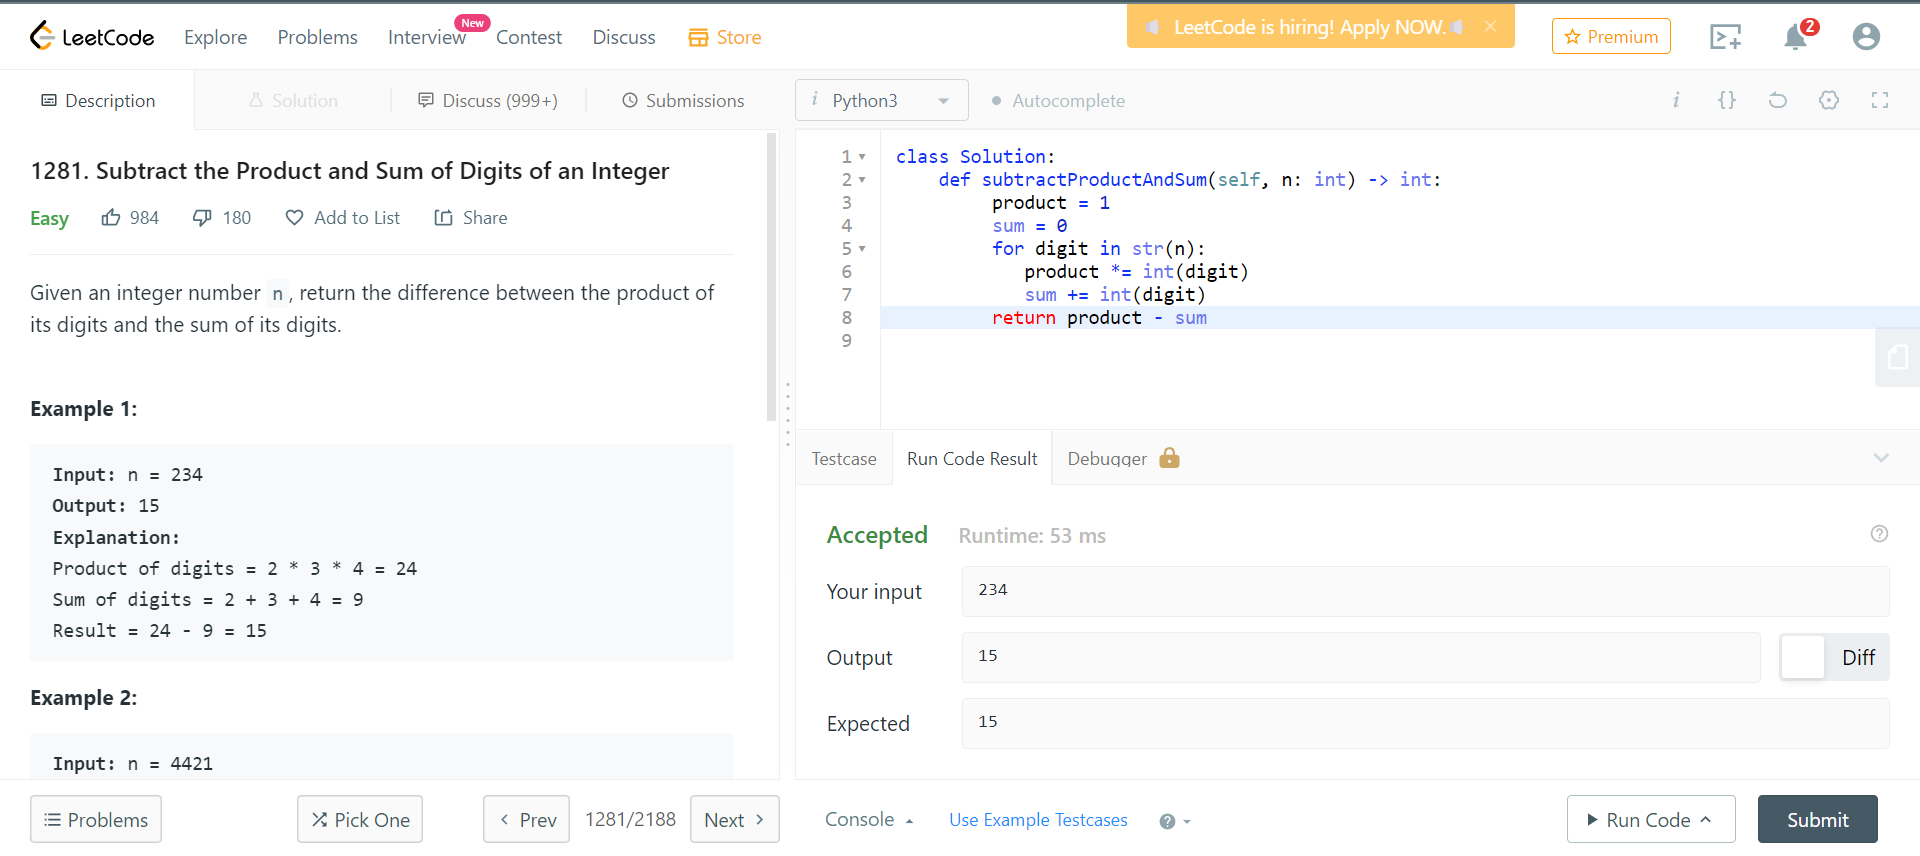 LeetCode Explore Problems Interview New Contest Discuss Store LeetCode is hiring! Apply NOW. Premium 2
Description Solution Discuss (999+) Submissions
1281. Subtract the Product and Sum of Digits of an Integer
Easy 984 180 Add to List Share
Given an integer number n, return the difference between the product of
its digits and the sum of its digits.
Example 1:
Input: n = 234
Output: 15
Explanation:
Product of digits = 2 * 3 * 4 = 24
Sum of digits = 2 + 3 + 4 = 9
Result = 24 - 9 = 15
Example 2:
Input: n = 4421
Problems Pick One Prev 1281/2188 Next
i Python3 Autocomplete i {}
1 class Solution:
2 def subtractProductAndSum(self, n: int) -> int:
3 product = 1
4 sum = 0
5 for digit in str(n):
6 product *= int(digit)
7 sum += int(digit)
8 return product - sum
9
Testcase Run Code Result Debugger
Accepted Runtime: 53 ms
Your input 234
Output 15 Diff
Expected 15
Console Use Example Testcases Run Code Submit